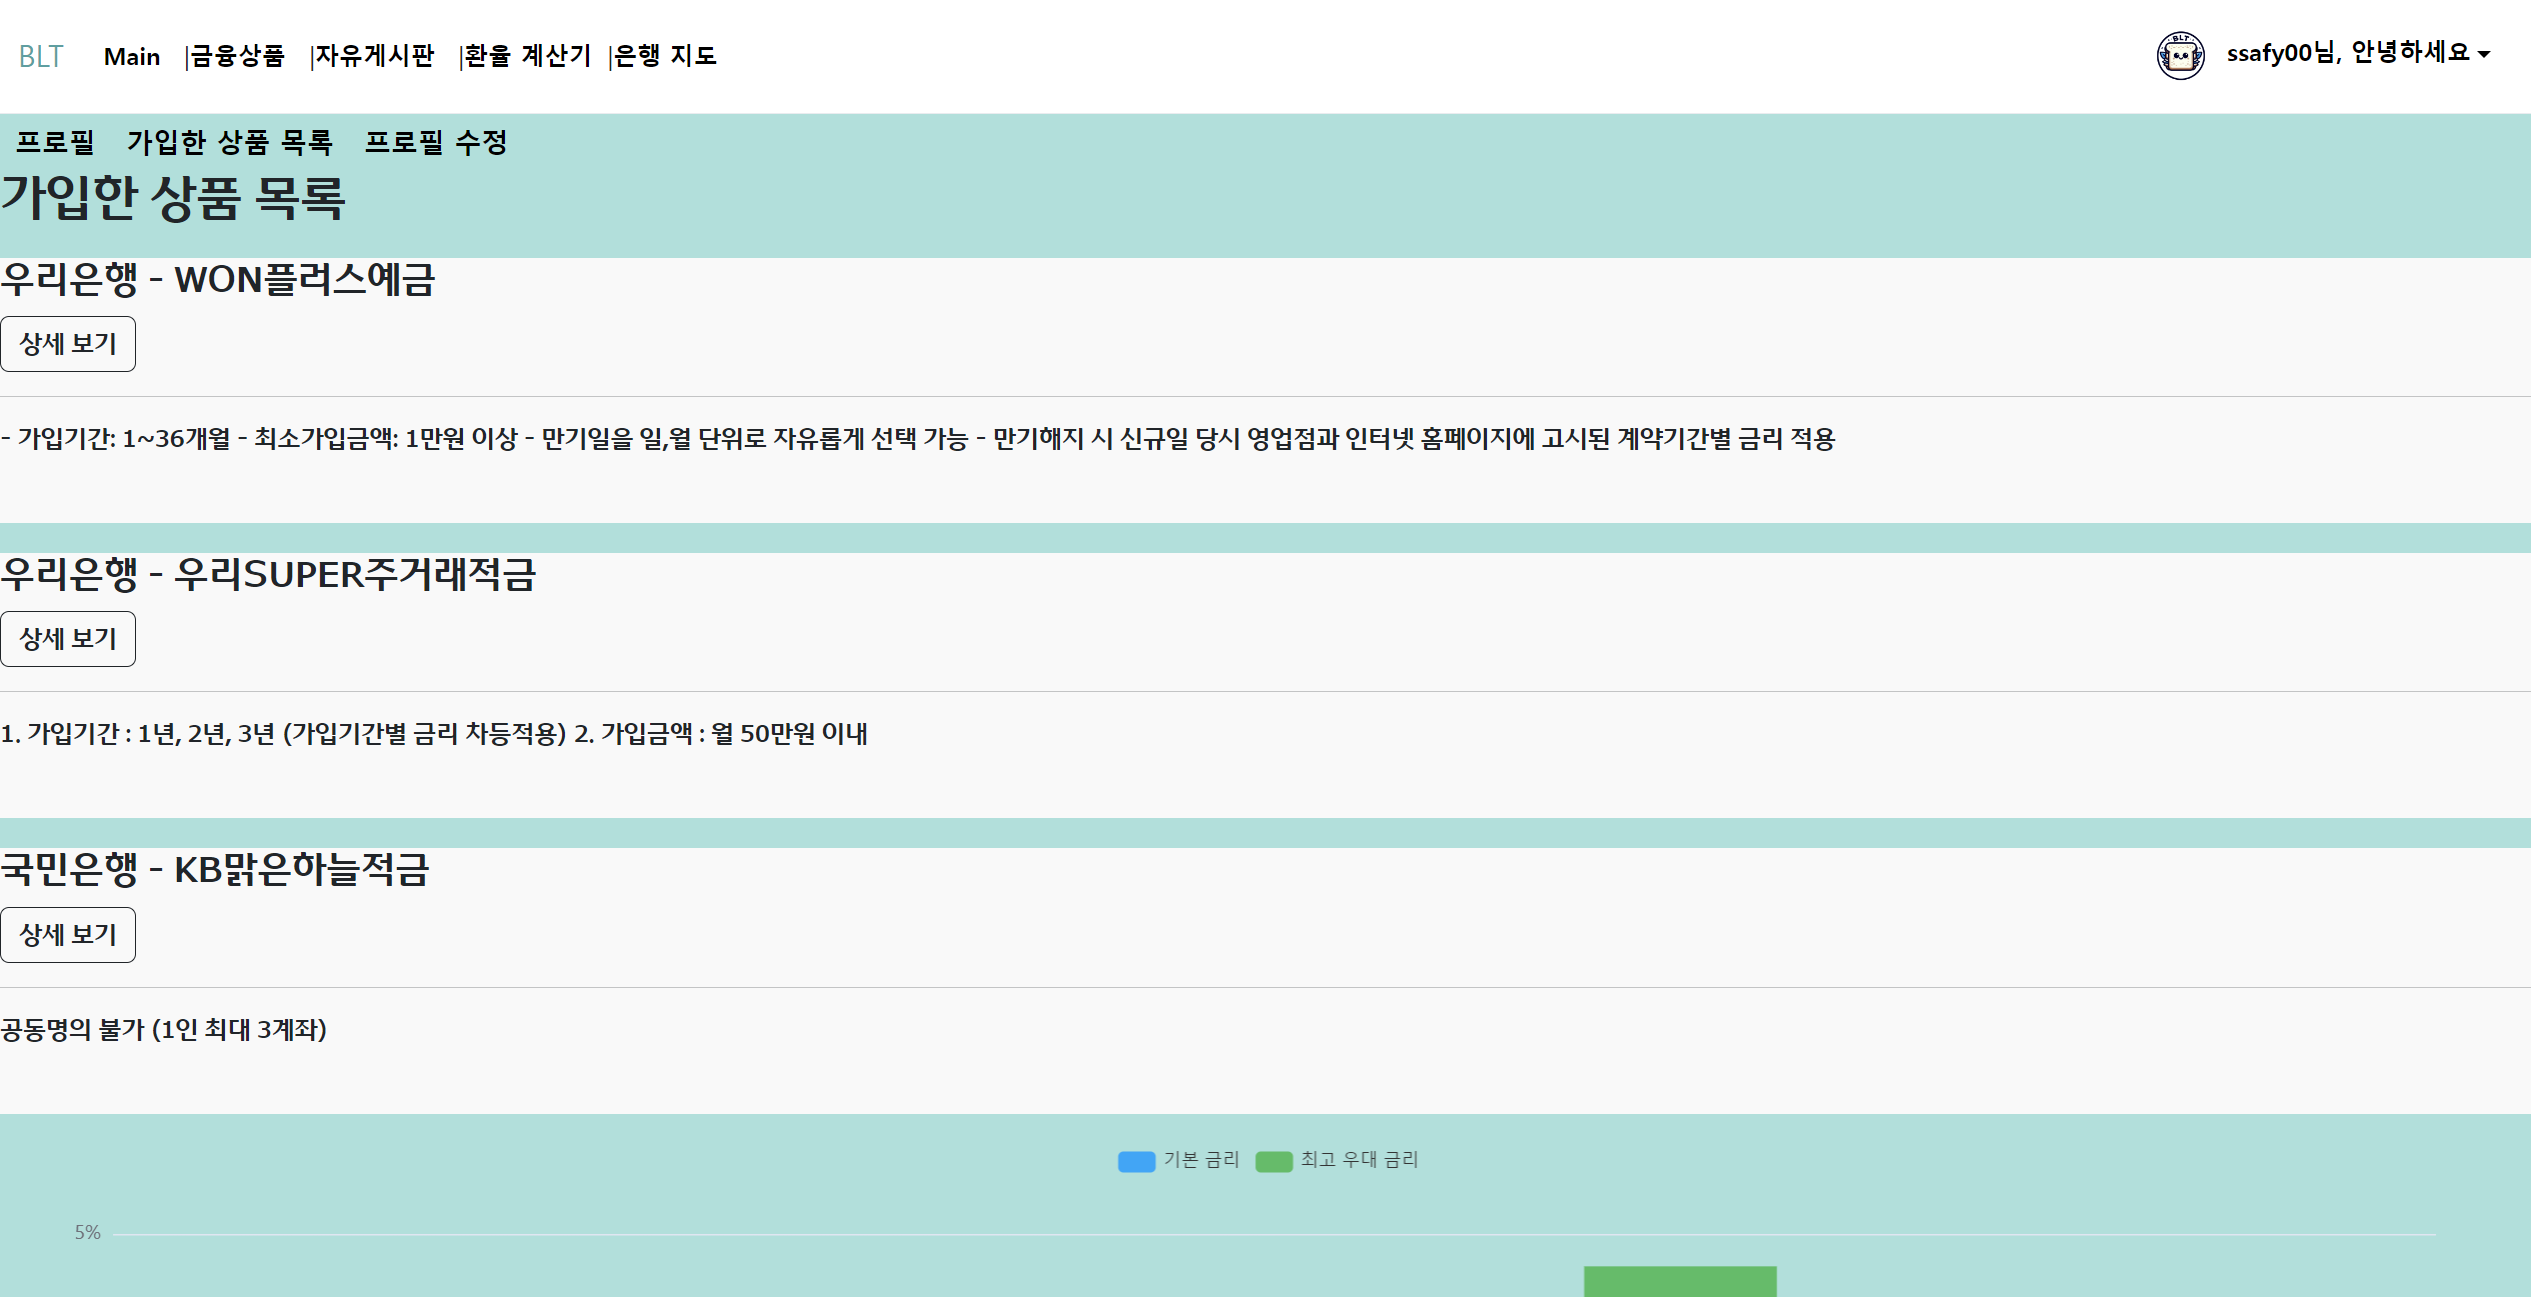 BLT Main |금융상품 |자유게시판 |환율 계산기 |은행 지도 BLT ssafy00님, 안녕하세요
프로필 가입한 상품 목록 프로필 수정
가입한 상품 목록
우리은행 - WON플러스예금
상세 보기
- 가입기간: 1~36개월 - 최소가입금액: 1만원 이상 - 만기일을 일,월 단위로 자유롭게 선택 가능 - 만기해지 시 신규일 당시 영업점과 인터넷 홈페이지에 고시된 계약기간별 금리 적용
우리은행 - 우리SUPER주거래적금
상세 보기
1. 가입기간 : 1년, 2년, 3년 (가입기간별 금리 차등적용) 2. 가입금액 : 월 50만원 이내
국민은행 - KB맑은하늘적금
상세 보기
공동명의 불가 (1인 최대 3계좌)
기본 금리 최고 우대 금리
5%